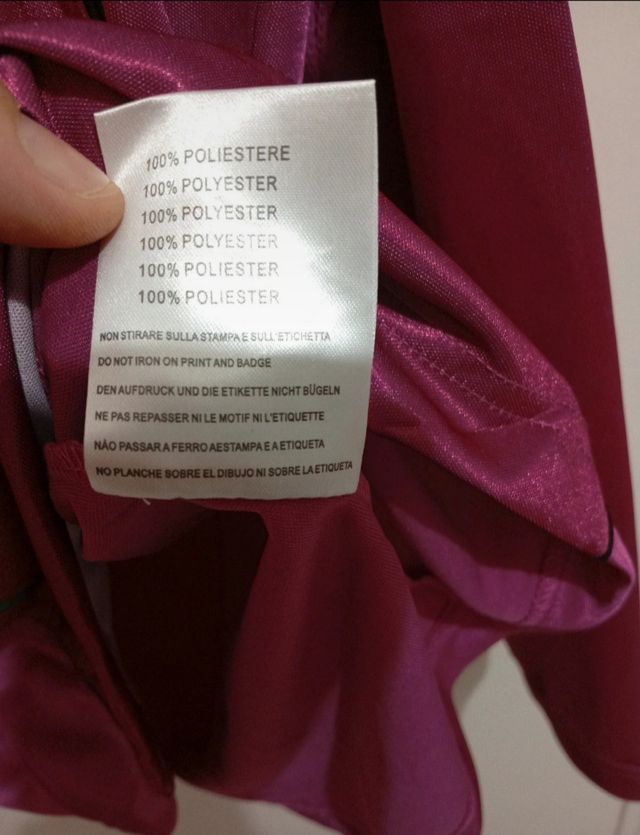 100% POLIESTERE
100% POLYESTER
100% POLYESTER
100% POLYESTER
100% POLIESTER
100% POLIESTER
NON STIRARE SULLA STAMPA E SULL'ETICHETTA
DO NOT IRON ON PRINT AND BADGE
DEN AUFDRUCK UND DIE ETIKETTE NICHT BÜGELN
NE PAS REPASSER NI LE MOTIF NI L'ETIQUETTE
NÃO PASSAR A FERRO AESTAMPA E A ETIQUETA
NO PLANCHE SOBRE EL DIBUJO NI SOBRE LA ETIQUETA